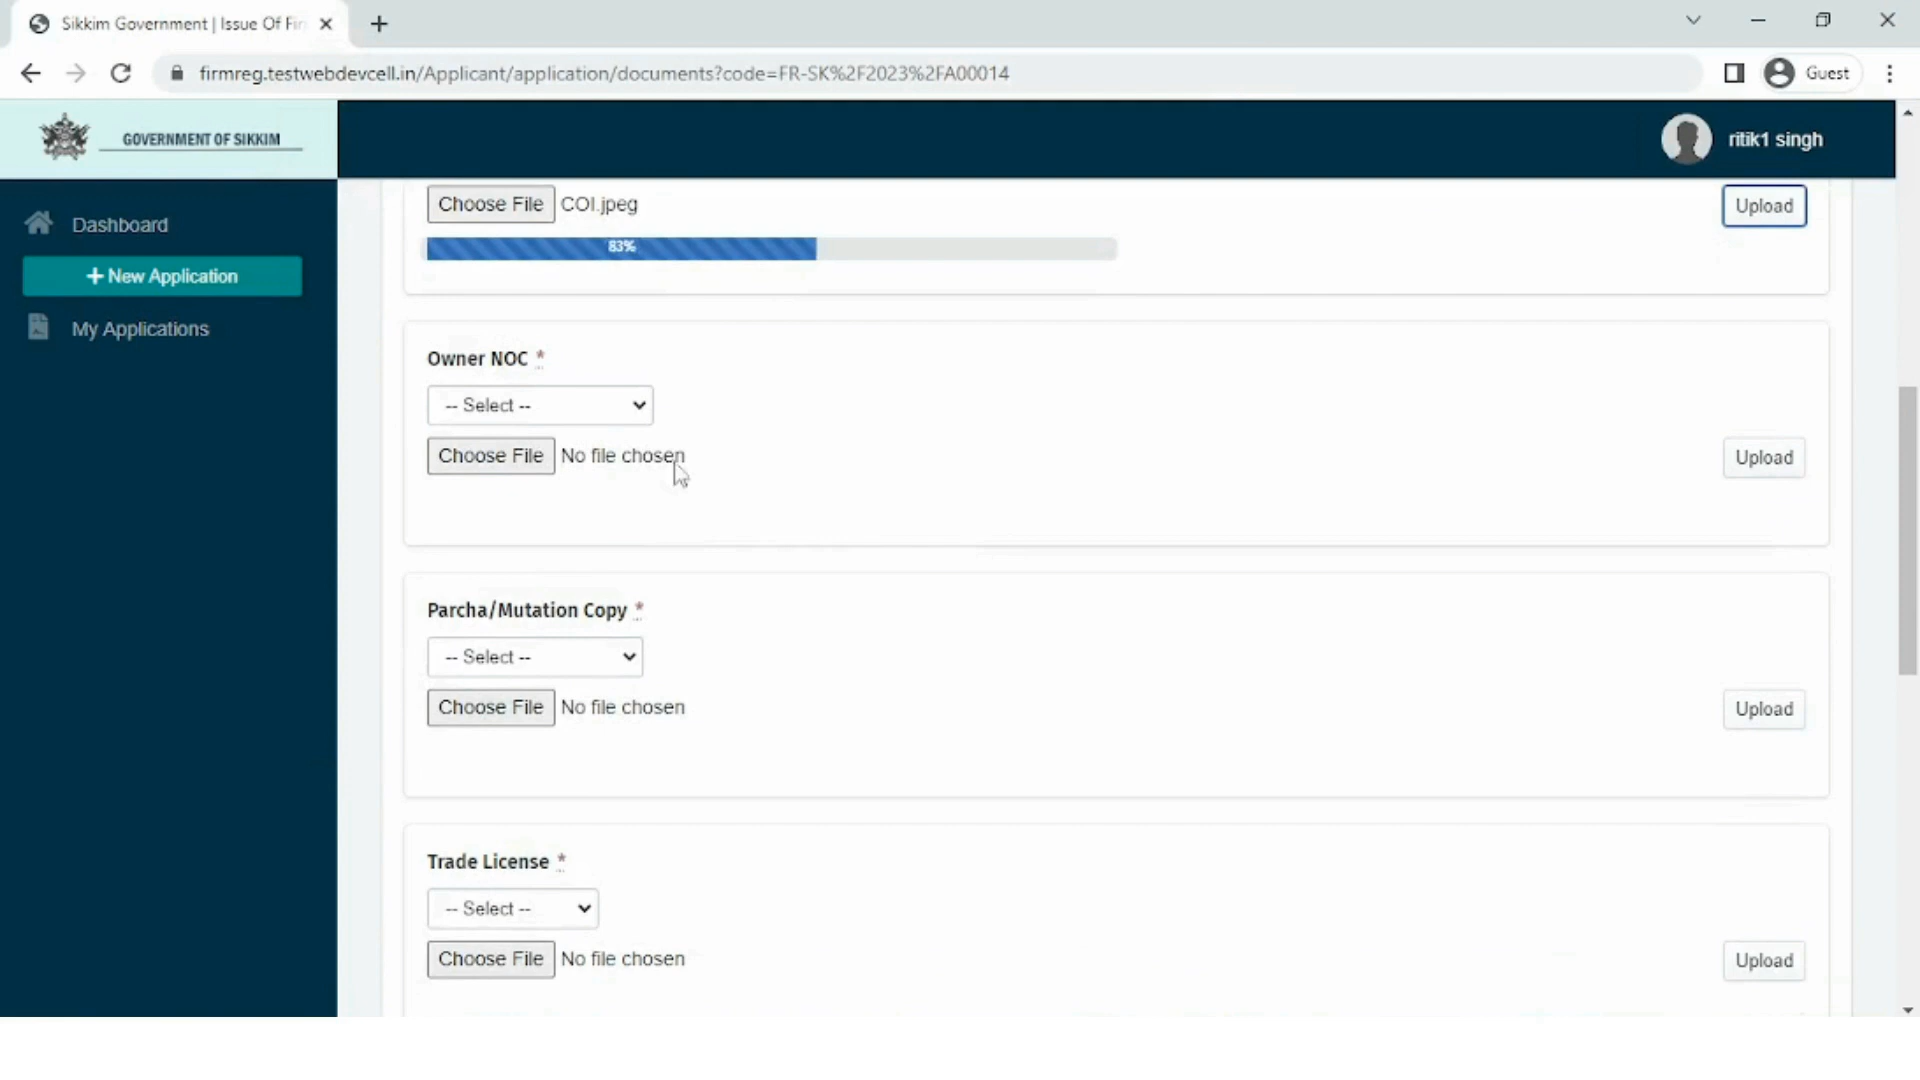 Sikkim Government | Issue Of Fir
firmreg.testwebdevcell.in/Applicant/application/documents?code=FR-SK%2F2023%2FA00014
Guest
GOVERNMENT OF SIKKIM
ritik1 singh
Dashboard
+ New Application
My Applications
Choose File COI.jpeg
Upload
83%
Owner NOC *
-- Select --
Choose File No file chosen
Upload
Parcha/Mutation Copy *
-- Select --
Choose File No file chosen
Upload
Trade License *
-- Select --
Choose File No file chosen
Upload